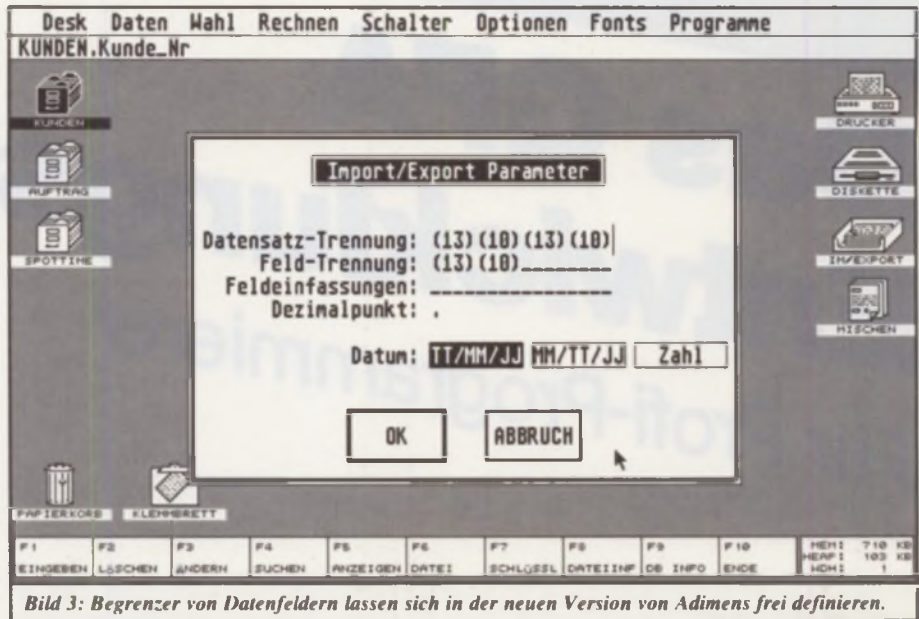 Desk Daten Wahl Rechnen Schalter Optionen Fonts Programme
KUNDEN.Kunde_Nr
KUNDEN
DRUCKER
AUFTRAG
DISKETTE
SPOTTIME
IM/EXPORT
MISCHEN
Import/Export Parameter
Datensatz-Trennung: (13)(10)(13)(10)
Feld-Trennung: (13)(10)________
Feldeinfassungen: ________________
Dezimalpunkt: .
Datum: TT/MM/JJ MM/TT/JJ Zahl
OK ABBRUCH
PAPIERKORB KLEMMBRETT
F1 F2 F3 F4 F5 F6 F7 F8 F9 F10
EINGEBEN LÖSCHEN ÄNDERN SUCHEN ANZEIGEN DATEI SCHLÜSSL DATEIINF DB INFO ENDE
MEM: 710 KB
HEAP: 103 KB
WDH: 1
Bild 3: Begrenzer von Datenfeldern lassen sich in der neuen Version von Adimens frei definieren.